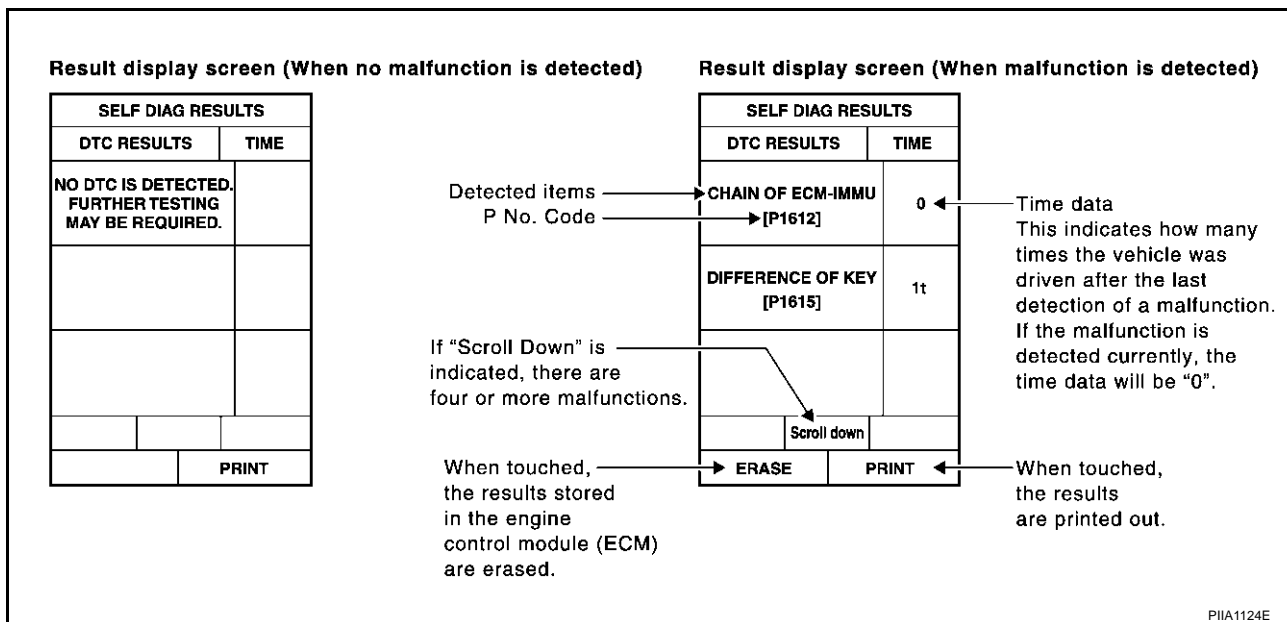 Result display screen (When no malfunction is detected)
SELF DIAG RESULTS
DTC RESULTS TIME
NO DTC IS DETECTED.
FURTHER TESTING
MAY BE REQUIRED.
PRINT
Result display screen (When malfunction is detected)
SELF DIAG RESULTS
DTC RESULTS TIME
Detected items
P No. Code
CHAIN OF ECM-IMMU
[P1612]
0
DIFFERENCE OF KEY
[P1615]
1t
Time data
This indicates how many
times the vehicle was
driven after the last
detection of a malfunction.
If the malfunction is
detected currently, the
time data will be “0”.
If “Scroll Down” is
indicated, there are
four or more malfunctions.
Scroll down
ERASE PRINT
When touched,
the results stored
in the engine
control module (ECM)
are erased.
When touched,
the results
are printed out.
PIIA1124E